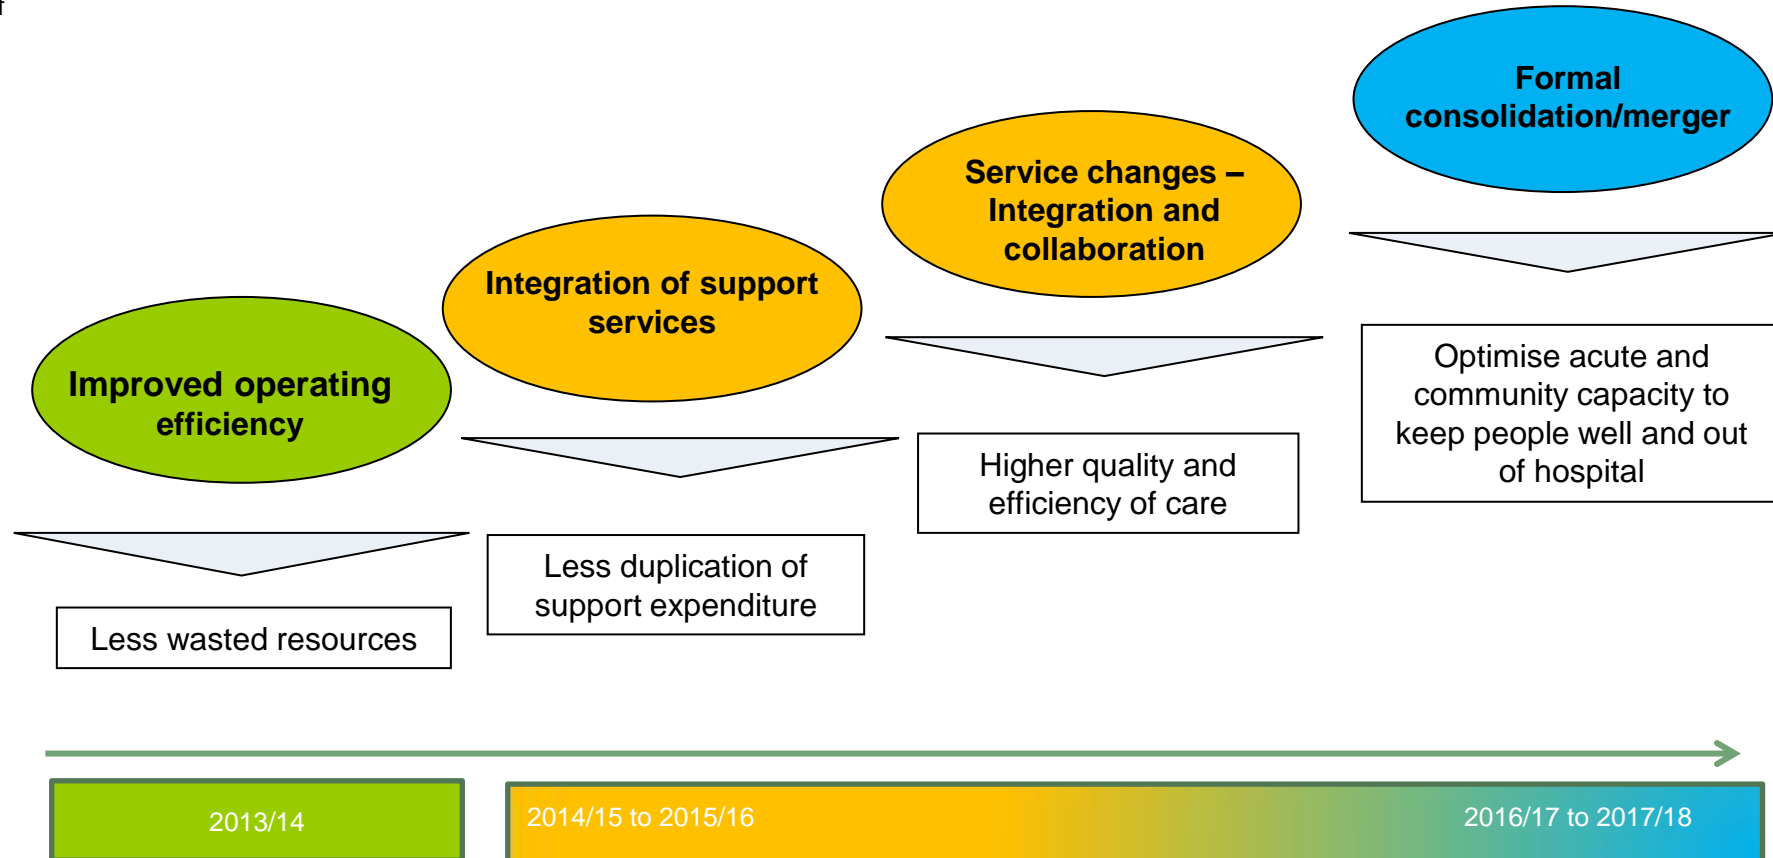 Formal
consolidation/merger
Service changes –
Integration and
collaboration
Integration of support
services
Improved operating
efficiency
Optimise acute and
community capacity to
keep people well and out
of hospital
Higher quality and
efficiency of care
Less duplication of
support expenditure
Less wasted resources
2013/14
2014/15 to 2015/16
2016/17 to 2017/18